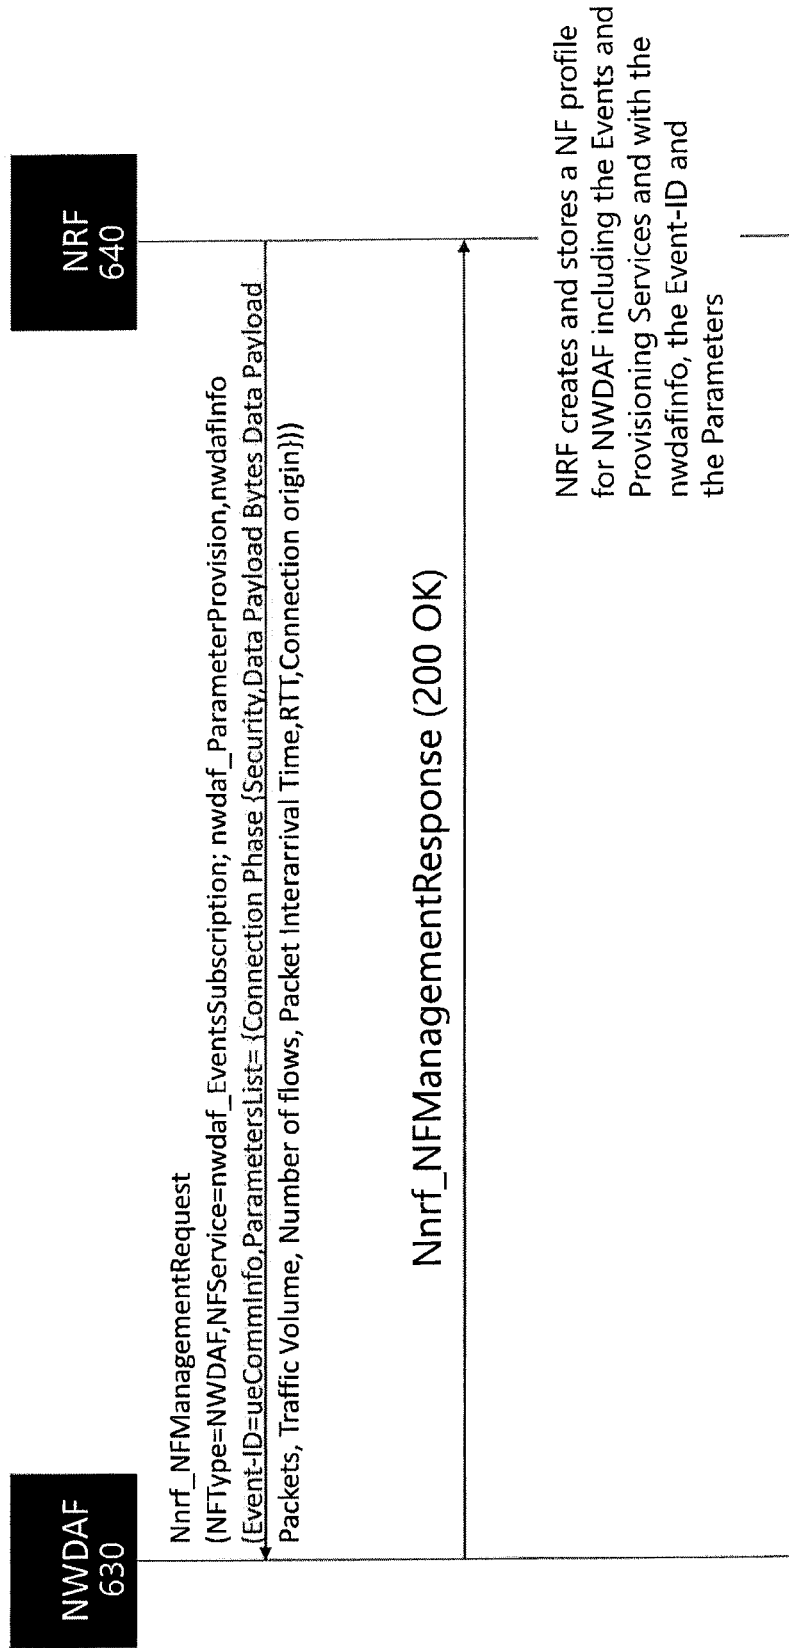 NWDAF
630
NRF
640
Nnrf_NFManagementRequest
(NFType=NWDAF,NFService=nwdaf_EventsSubscription; nwdaf_ParameterProvision,nwdafInfo
(Event-ID=ueCommInfo,ParametersList= {Connection Phase {Security,Data Payload Bytes Data Payload
Packets, Traffic Volume, Number of flows, Packet Interarrival Time,RTT,Connection origin}))
Nnrf_NFManagementResponse (200 OK)
NRF creates and stores a NF profile
for NWDAF including the Events and
Provisioning Services and with the
nwdafinfo, the Event-ID and
the Parameters